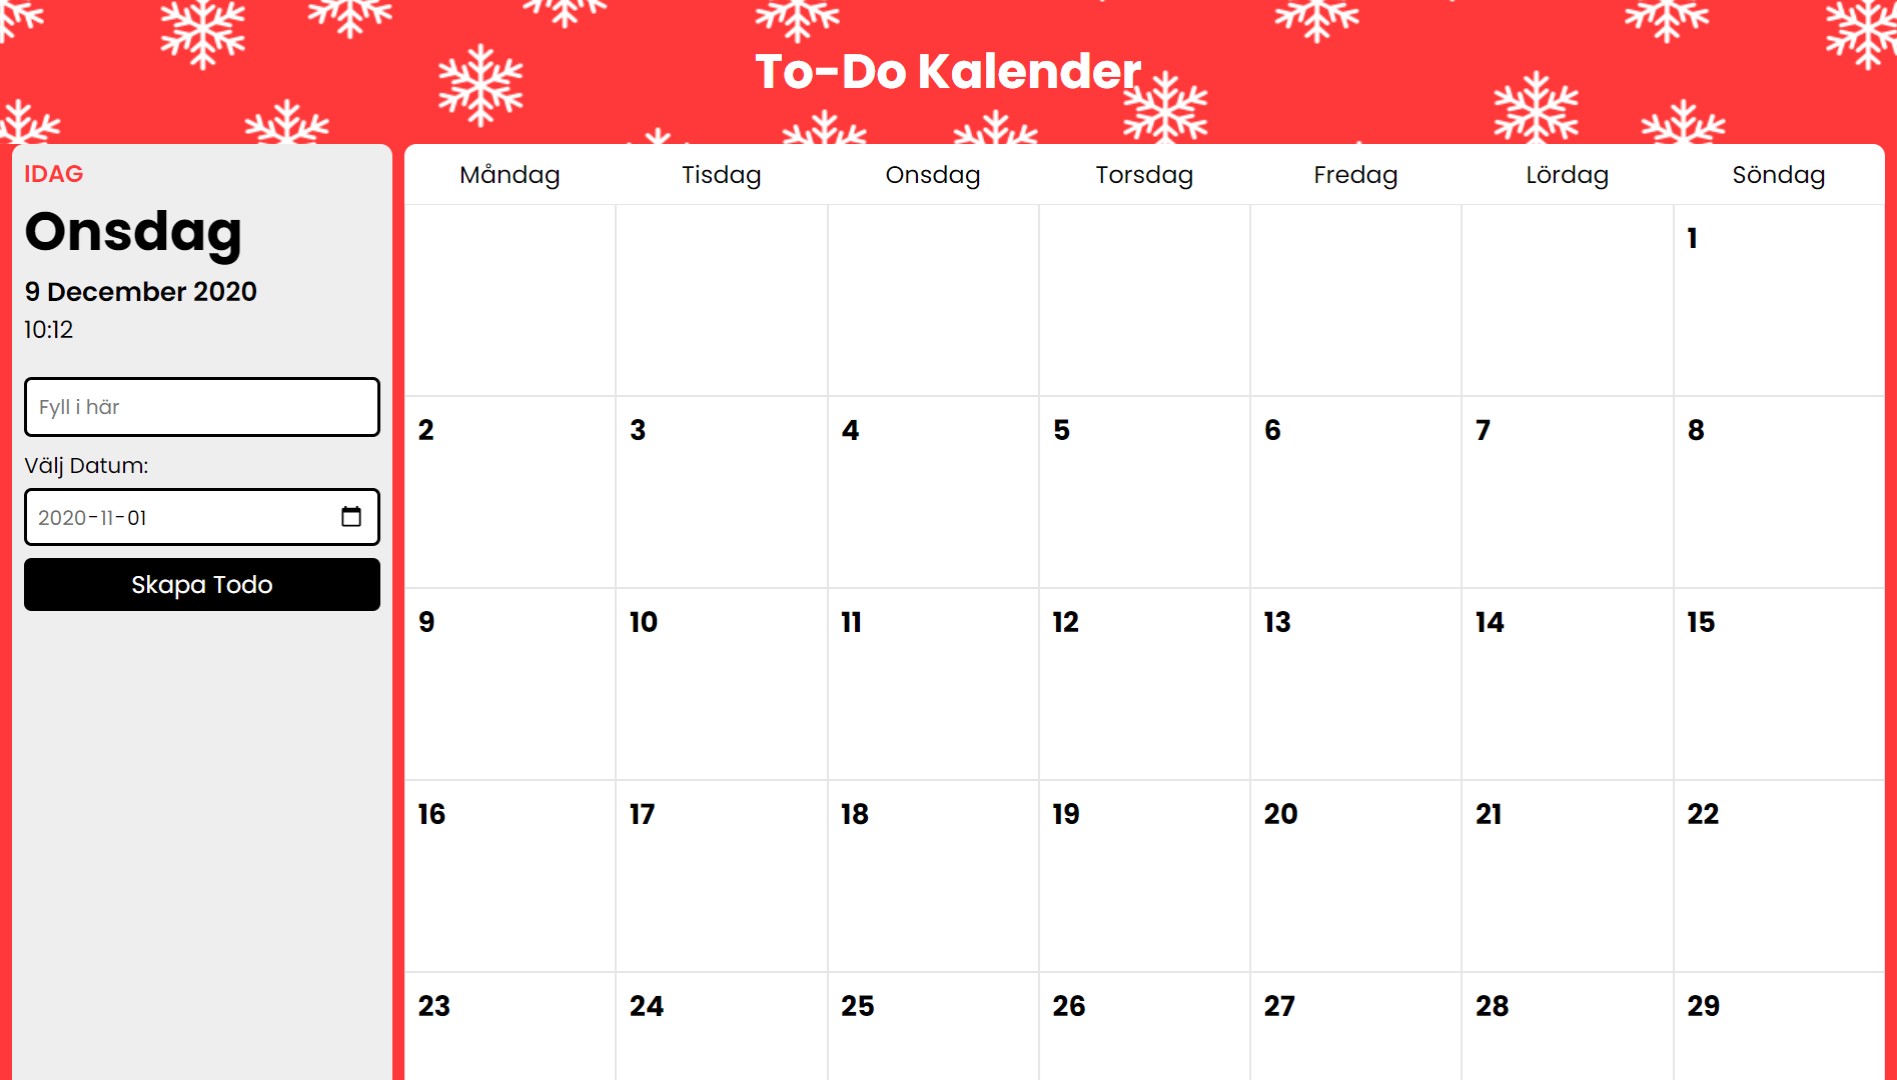 To-Do Kalender
IDAG
Onsdag
9 December 2020
10:12
Fyll i här
Välj Datum:
2020-11-01
Skapa Todo
Måndag Tisdag Onsdag Torsdag Fredag Lördag Söndag
1
2 3 4 5 6 7 8
9 10 11 12 13 14 15
16 17 18 19 20 21 22
23 24 25 26 27 28 29